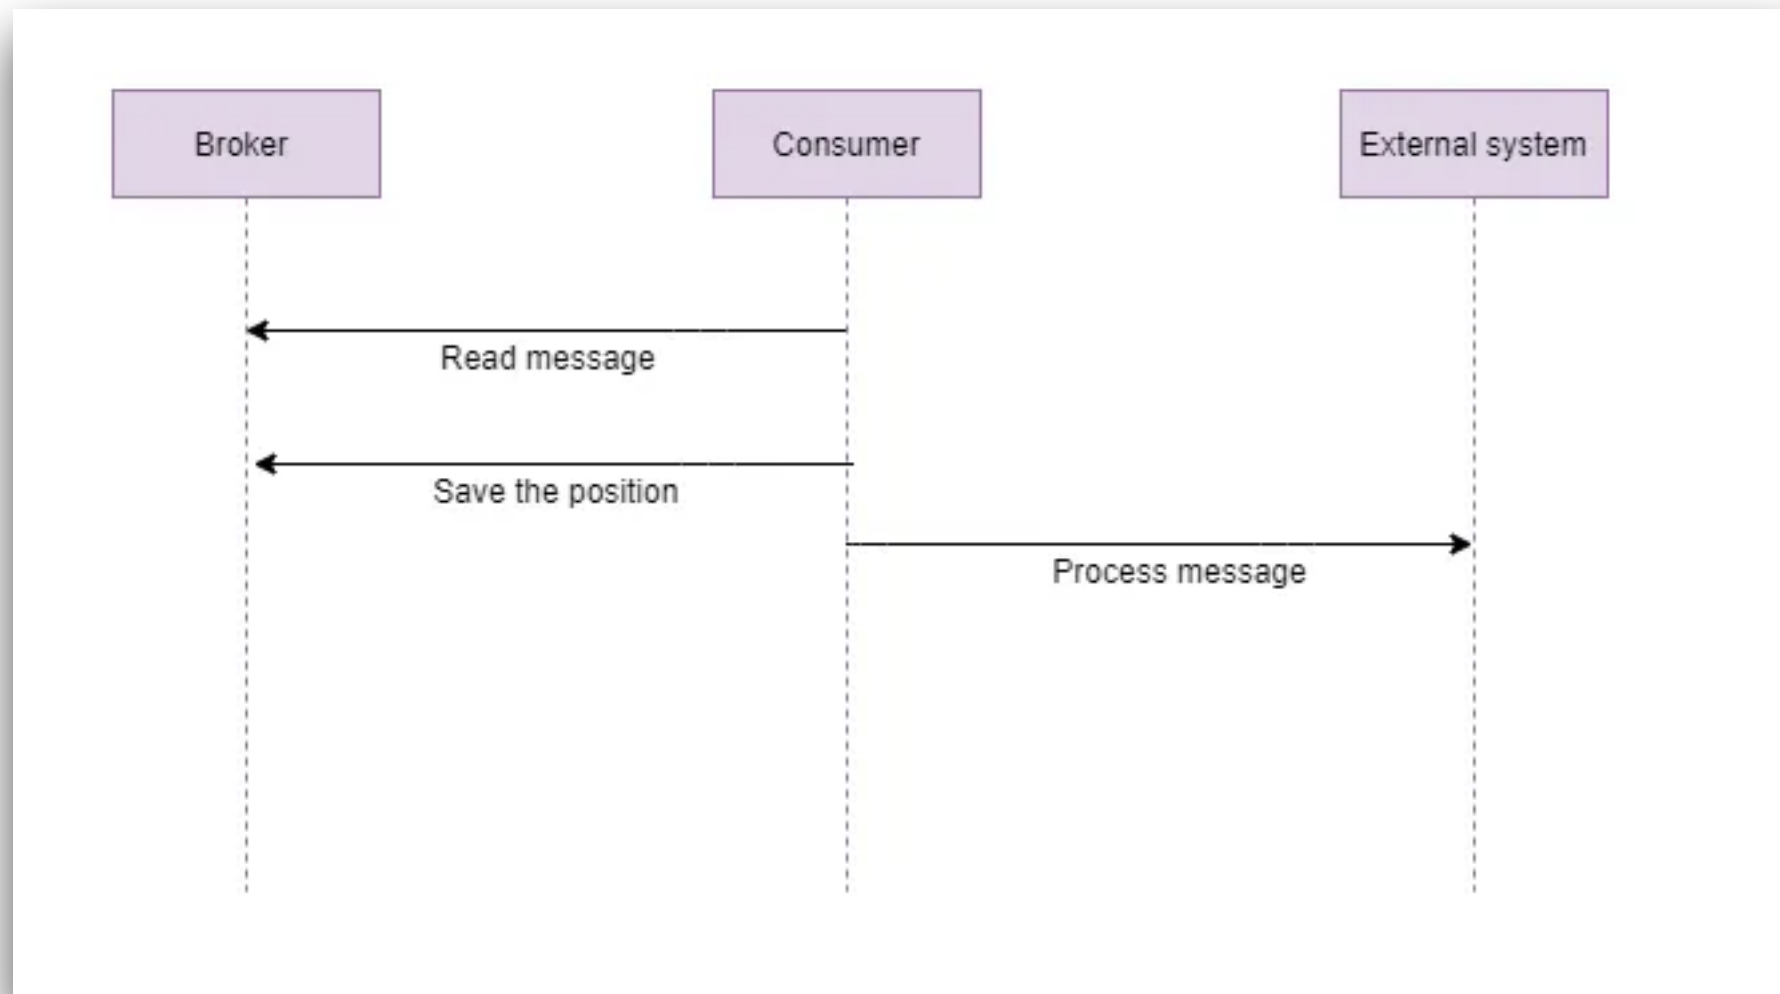 Broker
Consumer
External system
Read message
Save the position
Process message